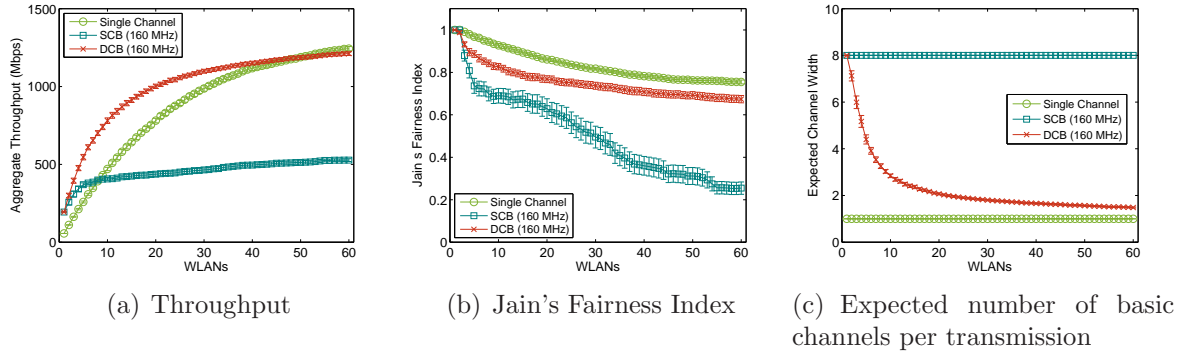 1500
1000
500
0
0 10 20 30 40 50 60
Aggregate Throughput (Mbps)
WLANs
Single Channel
SCB (160 MHz)
DCB (160 MHz)
(a) Throughput
1
0.8
0.6
0.4
0.2
0
0 10 20 30 40 50 60
Jain s Fairness Index
WLANs
Single Channel
SCB (160 MHz)
DCB (160 MHz)
(b) Jain's Fairness Index
10
8
6
4
2
0
0 10 20 30 40 50 60
Expected Channel Width
WLANs
Single Channel
SCB (160 MHz)
DCB (160 MHz)
(c) Expected number of basic
channels per transmission